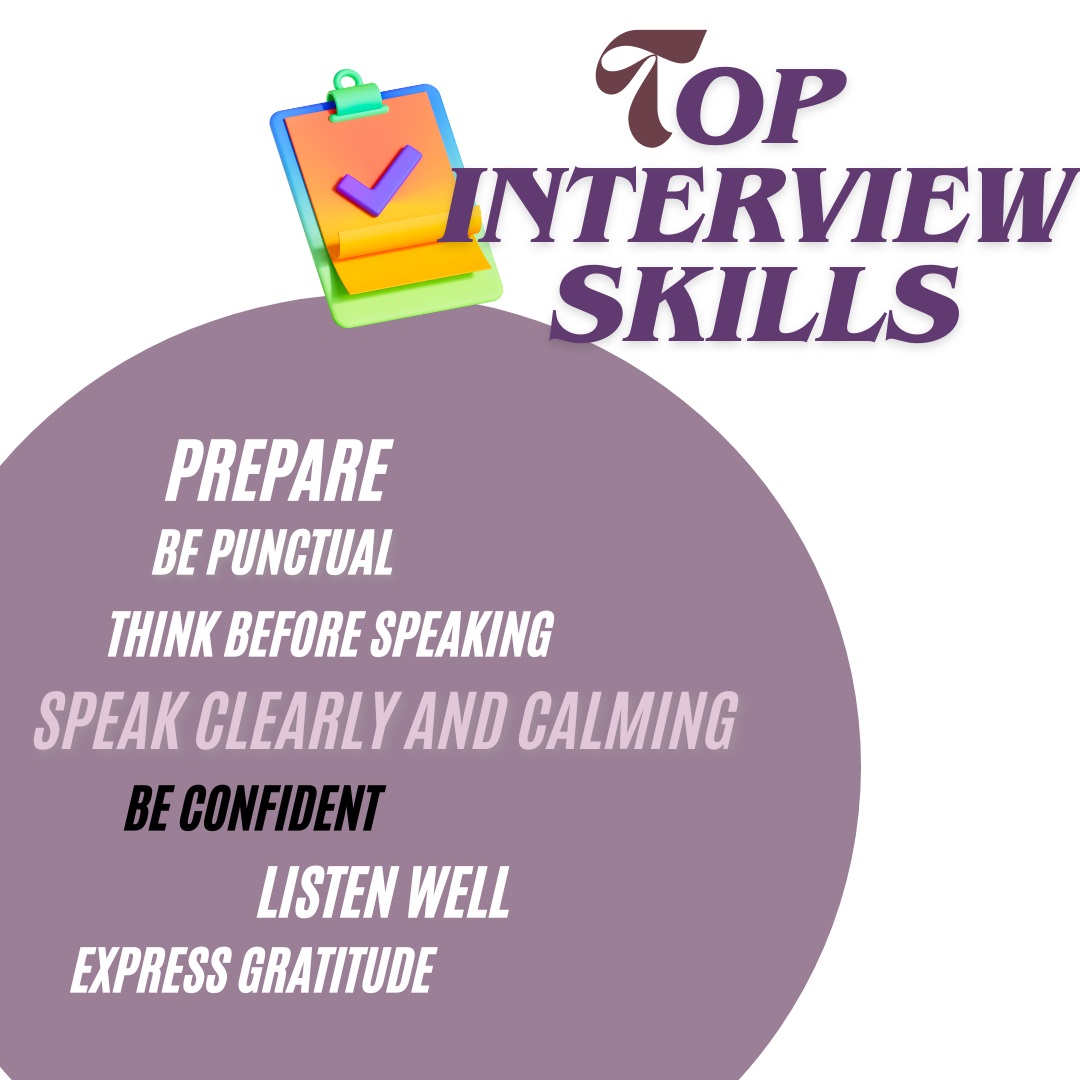 TOP
INTERVIEW
SKILLS
PREPARE
BE PUNCTUAL
THINK BEFORE SPEAKING
SPEAK CLEARLY AND CALMING
BE CONFIDENT
LISTEN WELL
EXPRESS GRATITUDE